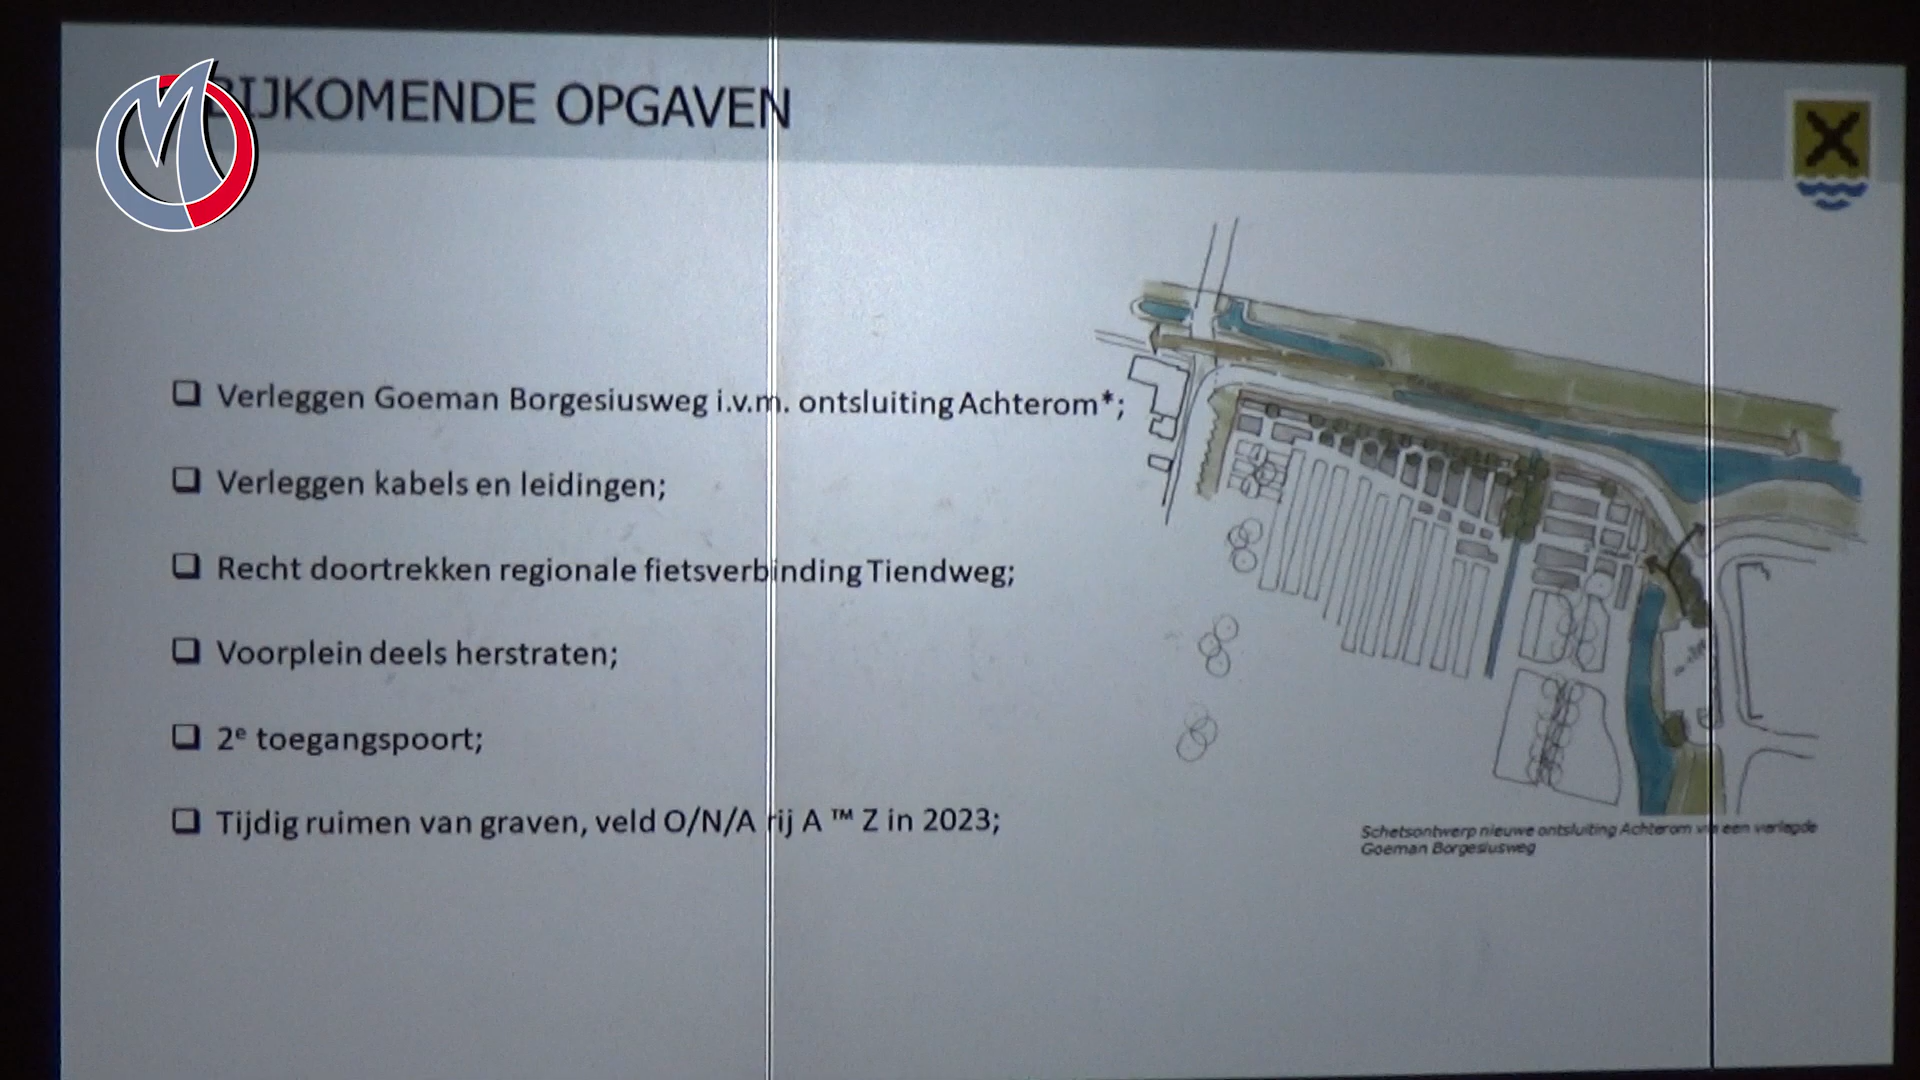 BIJKOMENDE OPGAVEN
❑ Verleggen Goeman Borgesiusweg i.v.m. ontsluiting Achterom*;
❑ Verleggen kabels en leidingen;
❑ Recht doortrekken regionale fietsverbinding Tiendweg;
❑ Voorplein deels herstraten;
❑ 2e toegangspoort;
❑ Tijdig ruimen van graven, veld O/N/A rij A ™ Z in 2023;
Schetsontwerp nieuwe ontsluiting Achterom via een verlegde
Goeman Borgesiusweg